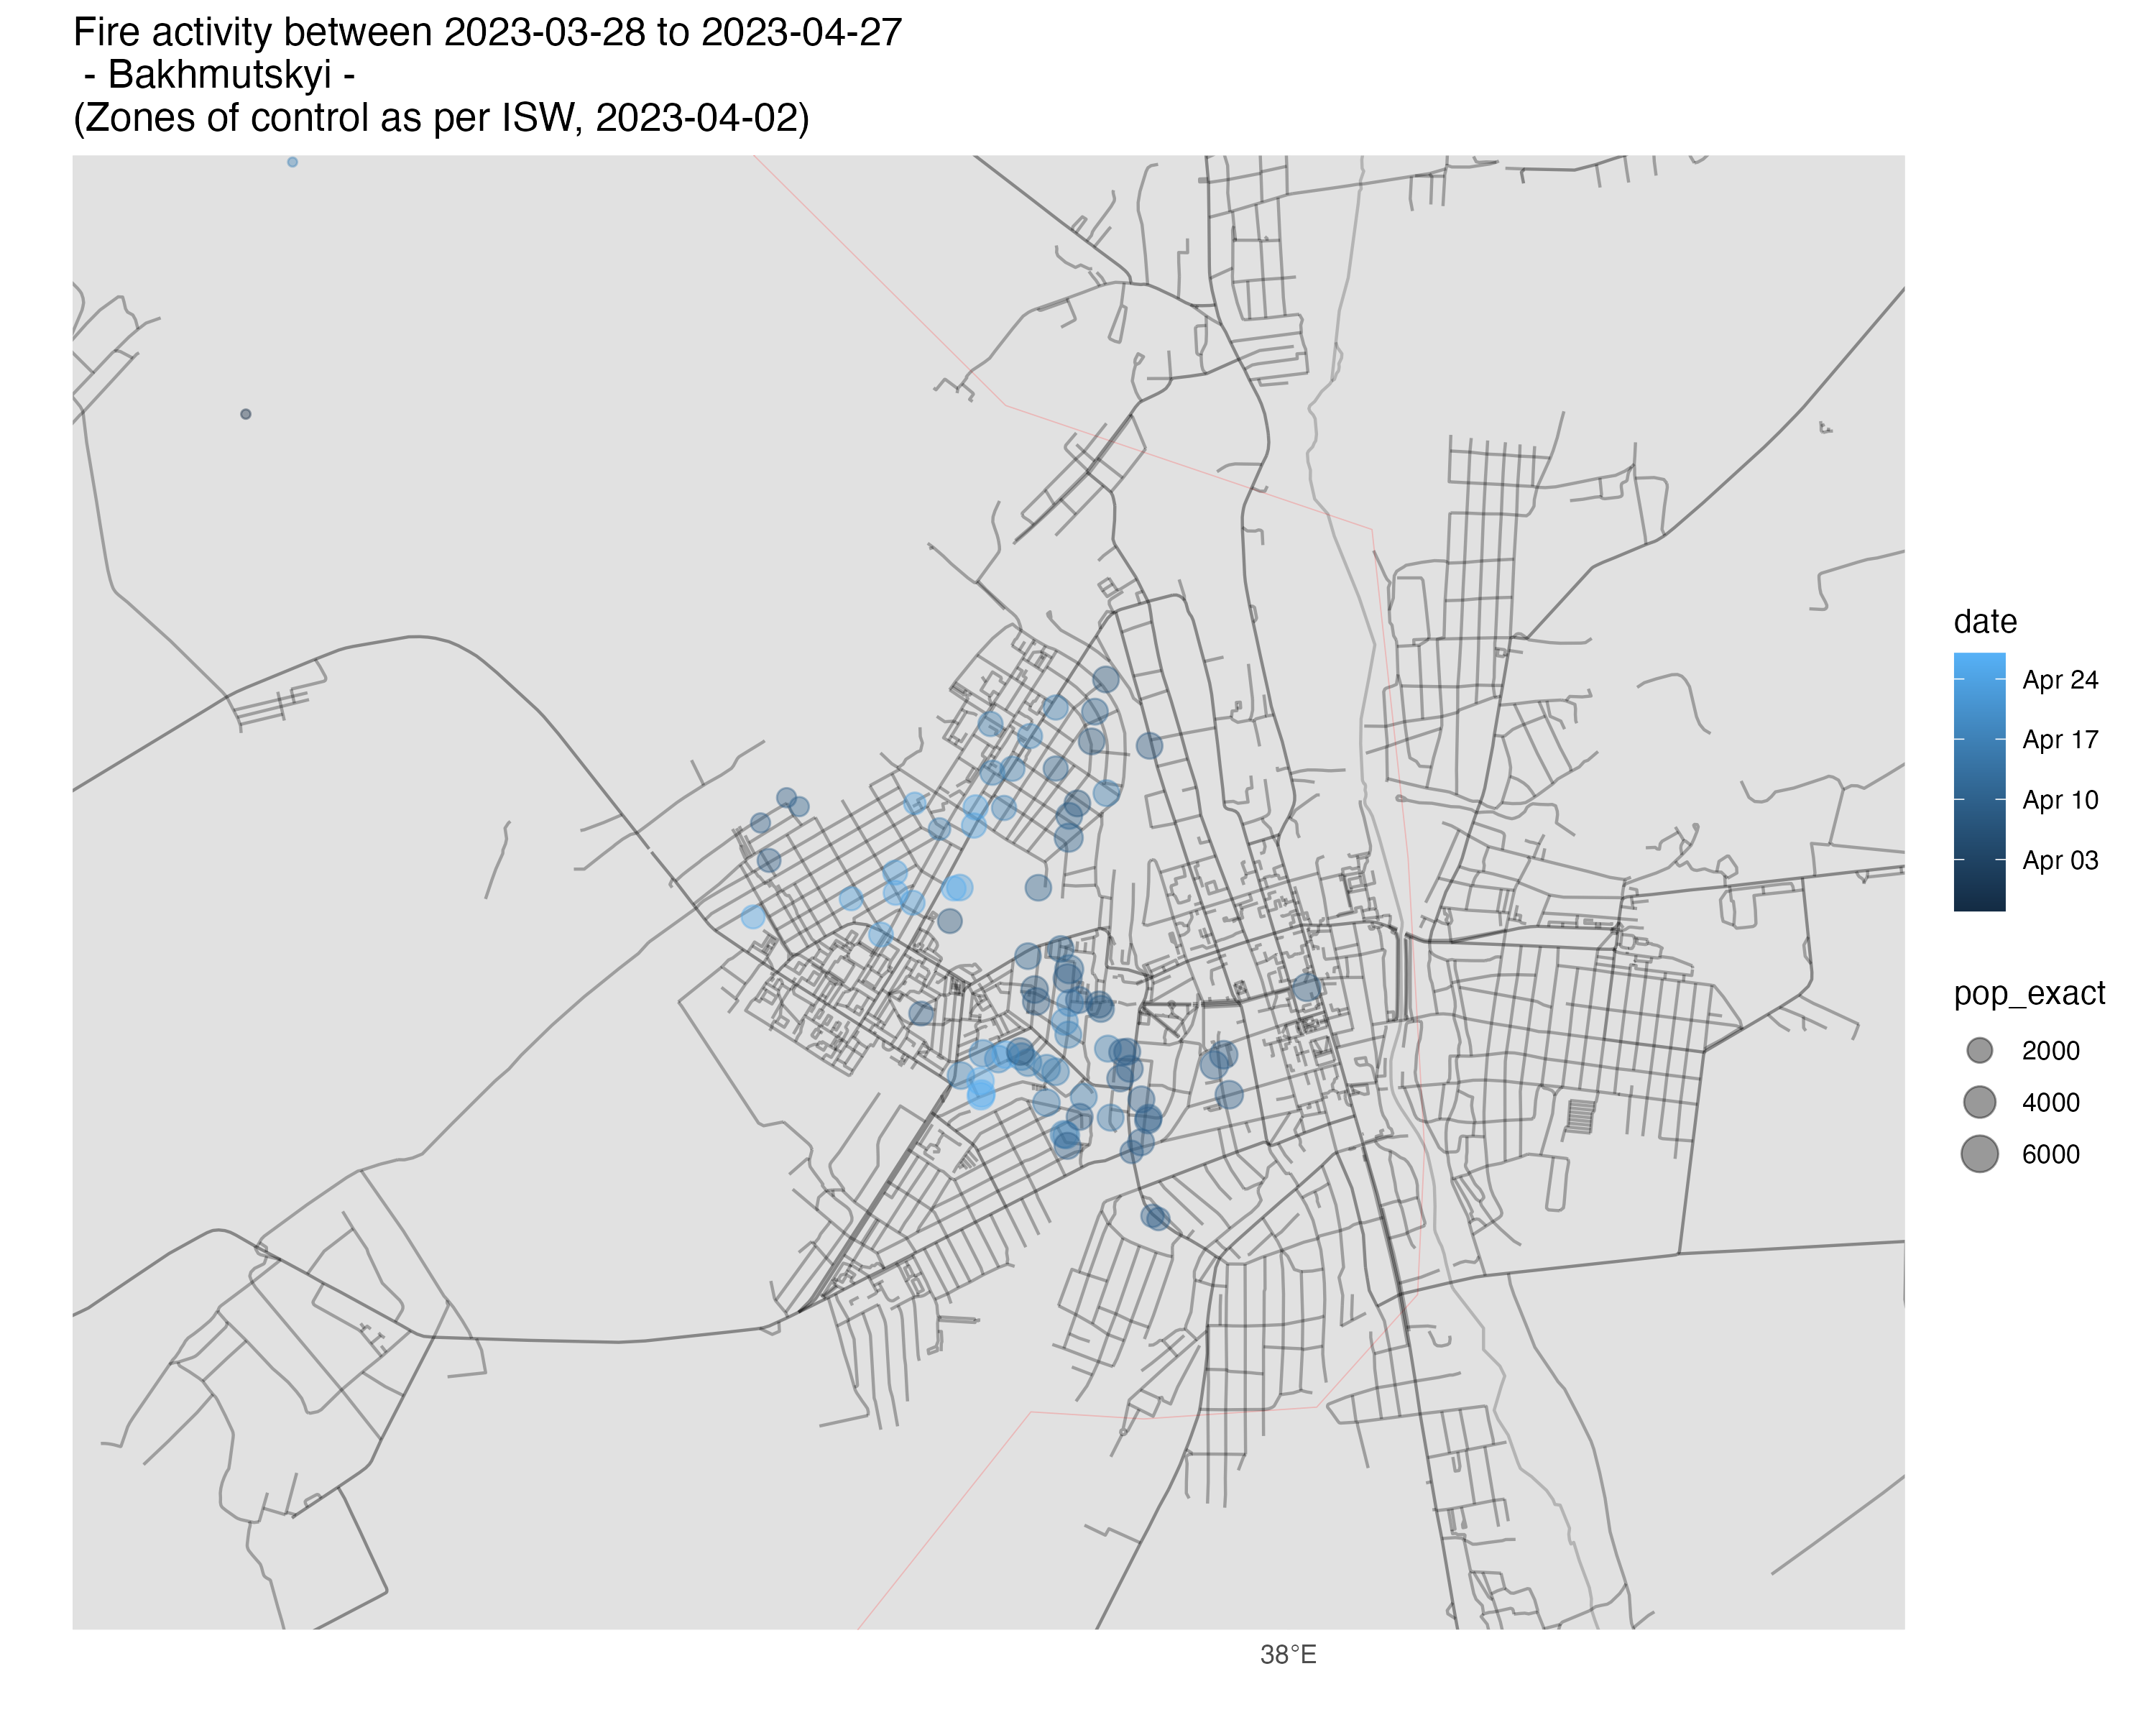 Fire activity between 2023-03-28 to 2023-04-27
- Bakhmutskyi -
(Zones of control as per ISW, 2023-04-02)
date
Apr 24
Apr 17
Apr 10
Apr 03
pop_exact
2000
4000
6000
38°E